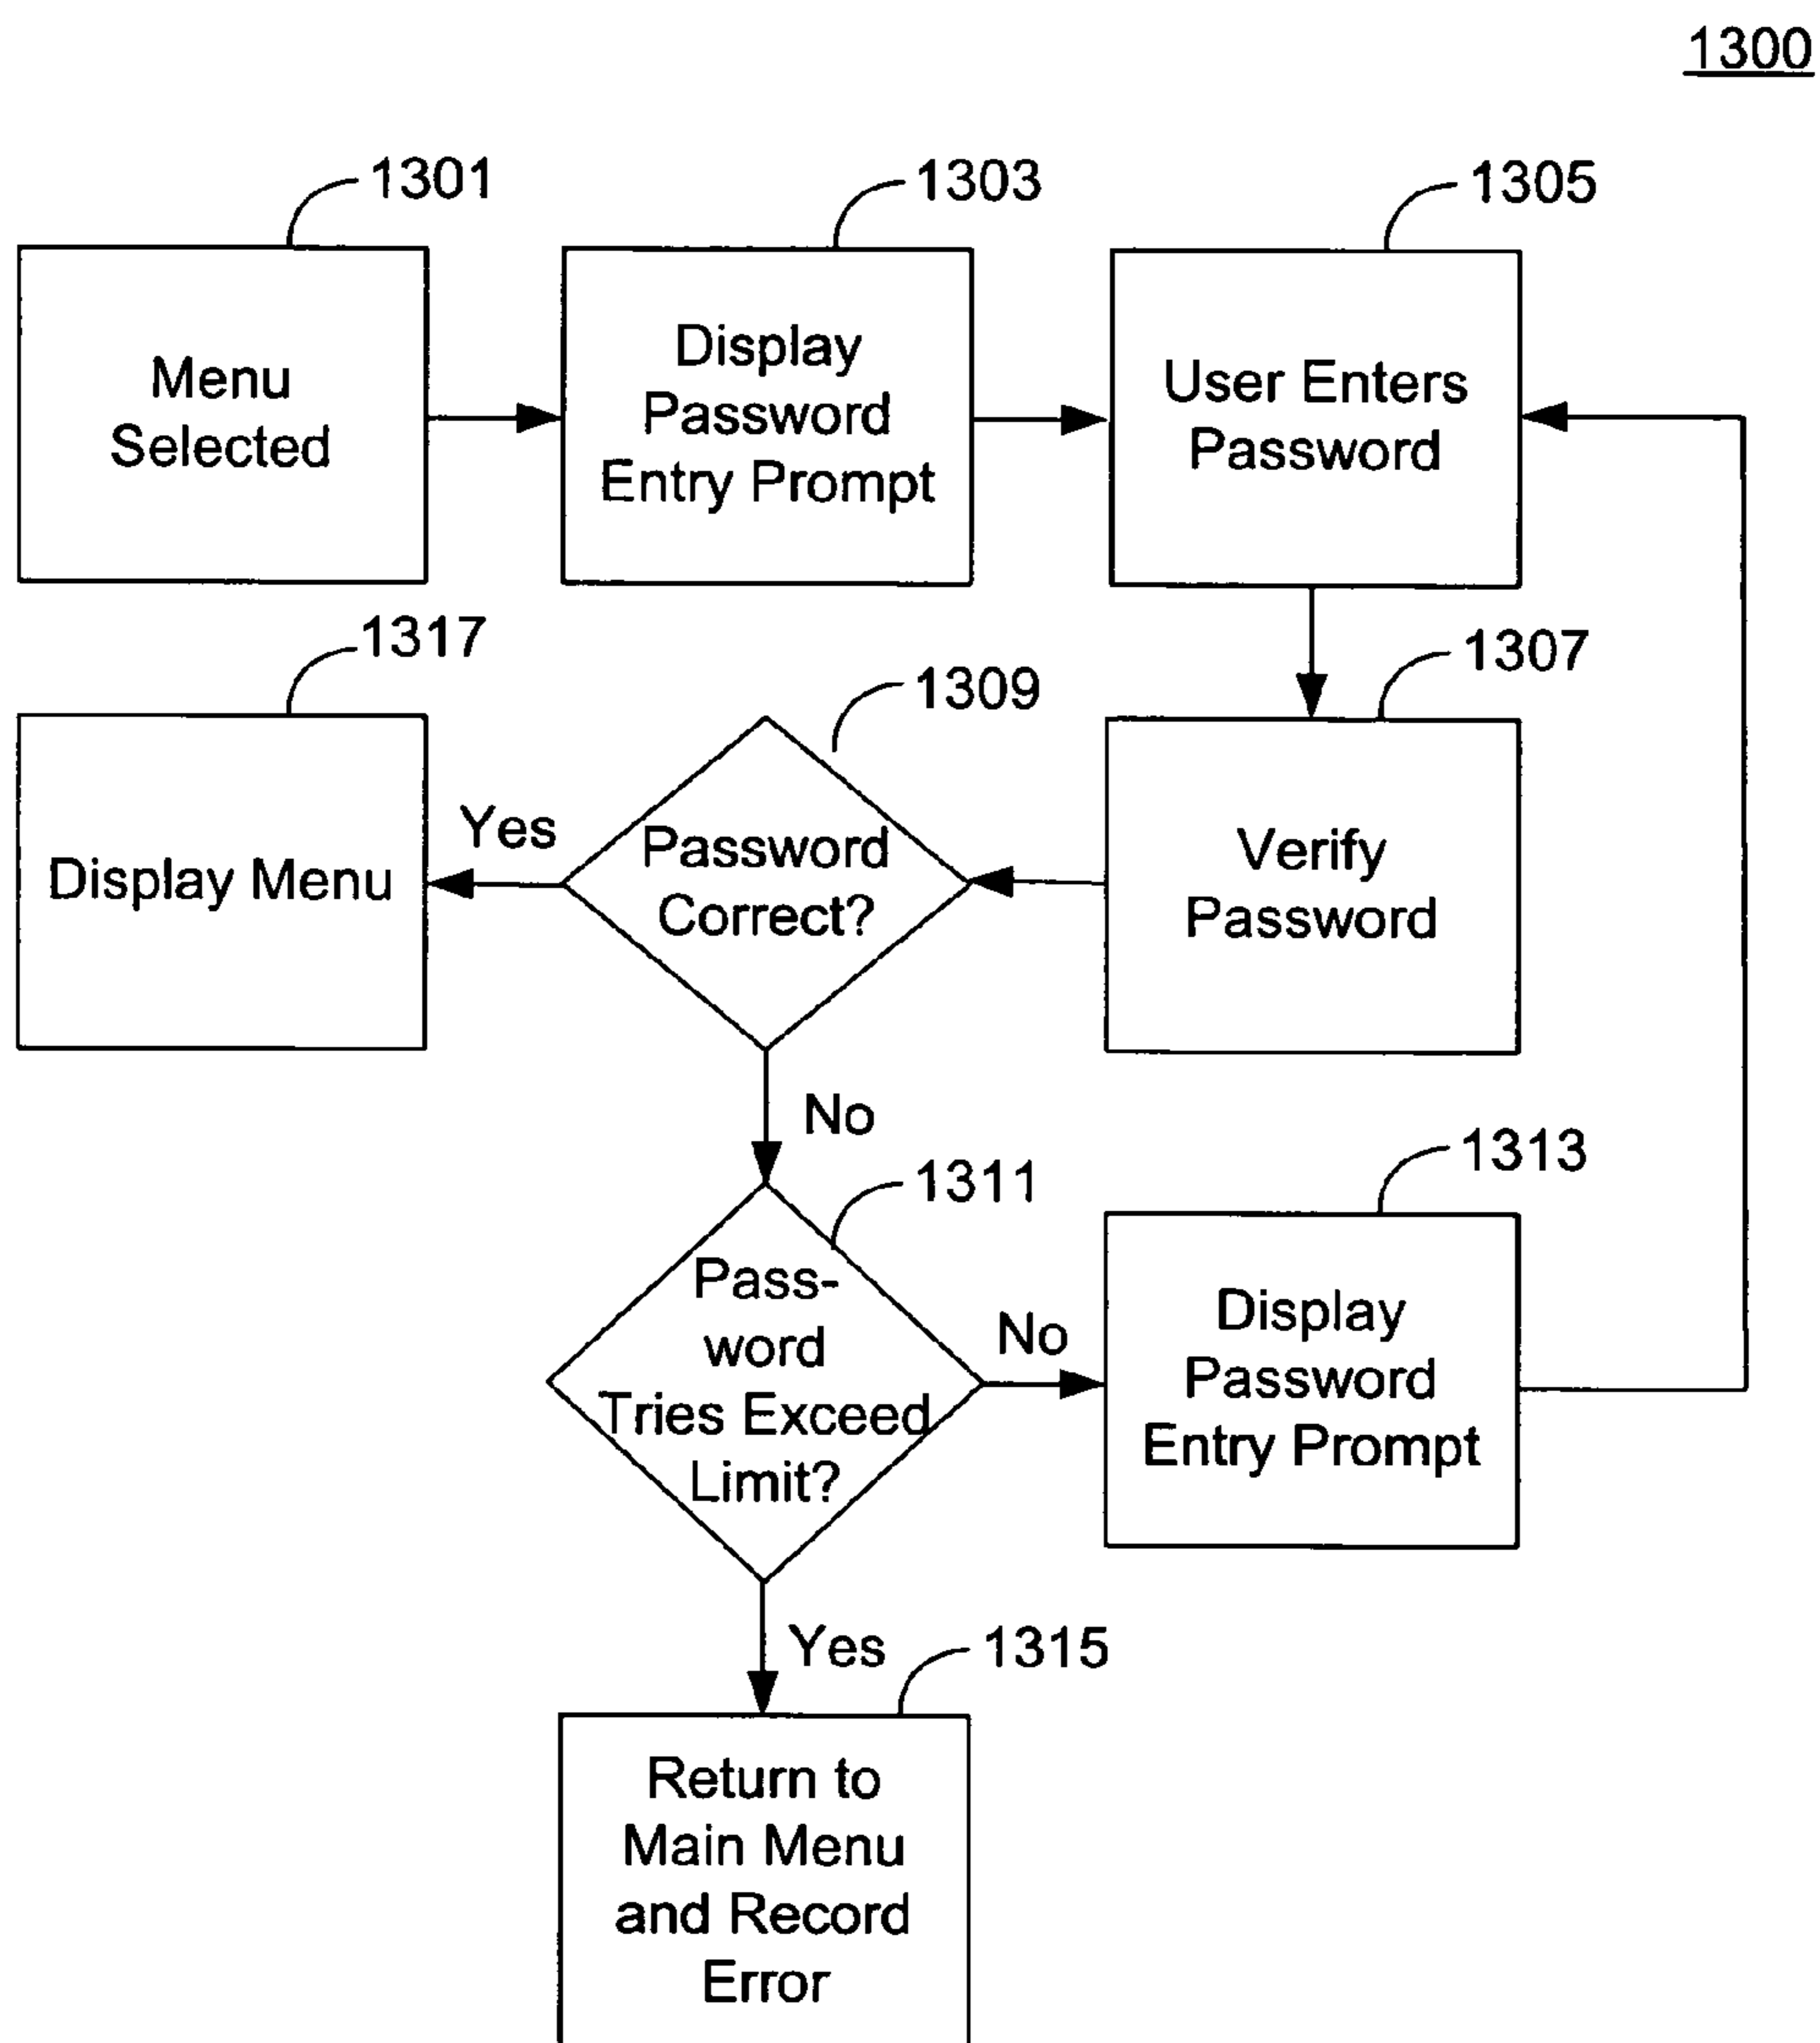 1300
1301
1303
1305
Menu
Selected
Display
Password
Entry Prompt
User Enters
Password
1317
1309
1307
Display Menu
Yes
Password
Correct?
Verify
Password
No
1311
1313
Pass-
word
Tries Exceed
Limit?
No
Display
Password
Entry Prompt
Yes
1315
Return to
Main Menu
and Record
Error